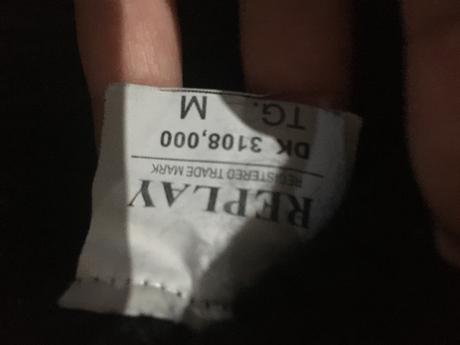 REPLAY
REGISTERED TRADE MARK
DK 3108,000
TG. M